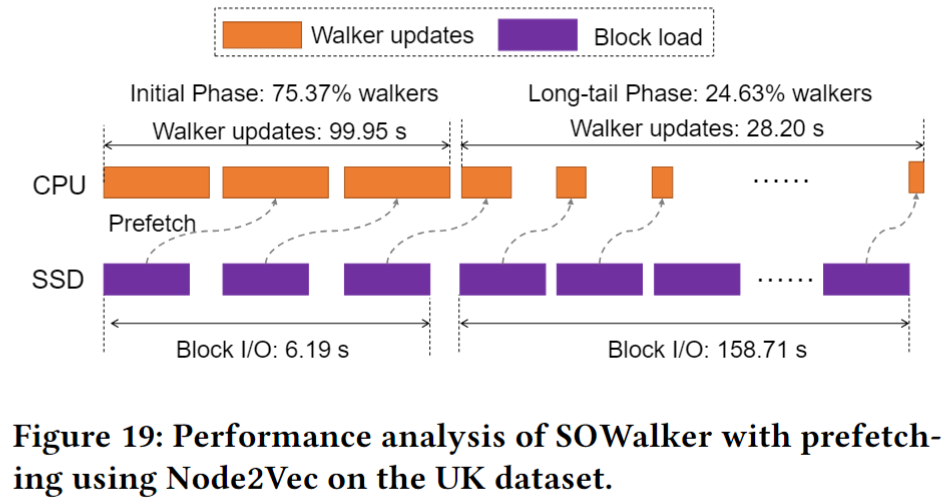 Walker updates
Block load
Initial Phase: 75.37% walkers
Long-tail Phase: 24.63% walkers
Walker updates: 99.95 s
Walker updates: 28.20 s
CPU
......
Prefetch
SSD
......
Block I/O: 6.19 s
Block I/O: 158.71 s
Figure 19: Performance analysis of SOWalker with prefetch-
ing using Node2Vec on the UK dataset.